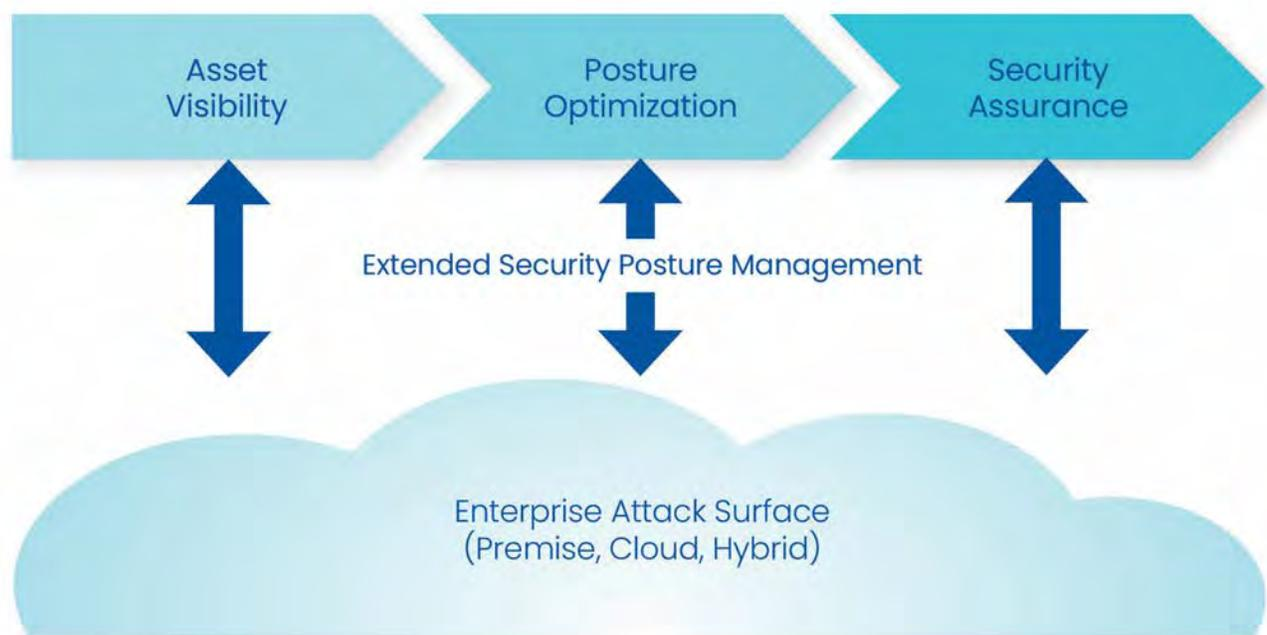 Asset
Visibility
Posture
Optimization
Security
Assurance
Extended Security Posture Management
Enterprise Attack Surface
(Premise, Cloud, Hybrid)